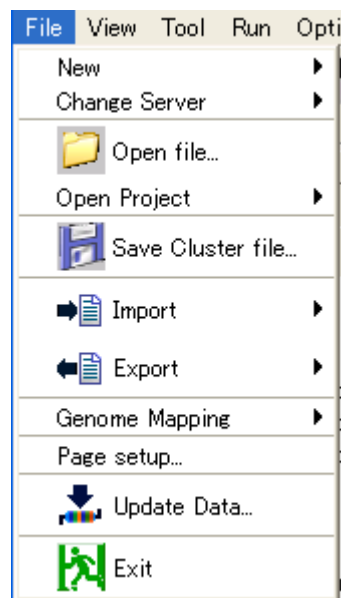 File View Tool Run Opti
New
Change Server
Open file...
Open Project
Save Cluster file...
Import
Export
Genome Mapping
Page setup...
Update Data...
Exit